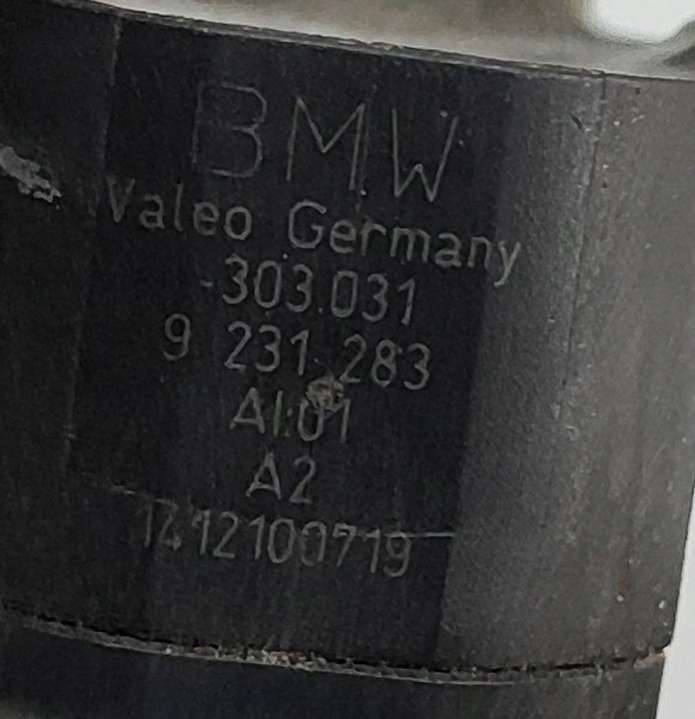 BMW
Valeo Germany
303.031
9 231 283
AI:01
A2
1412100719